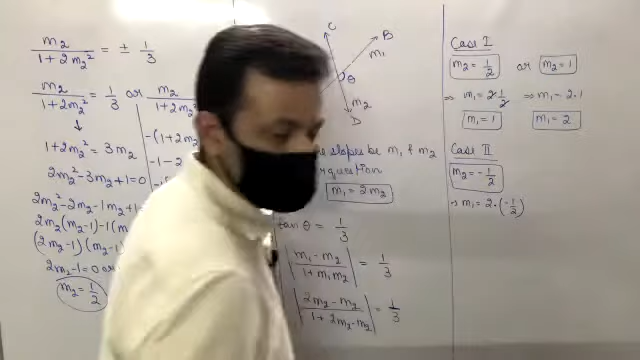 m₂ / 1+2m₂² = ± 1/3
m₂ / 1+2m₂² = 1/3 or m₂ / 1+2m₂²
↓
1+2m₂² = 3m₂
2m₂²-3m₂+1=0
2m₂²-2m₂-1m₂+1
2m₂(m₂-1)-1(m
(2m₂-1)(m₂-1)
2m₂-1=0 or
m₂ = 1/2
-(1+2m
-1-2
C
B
m₁
θ
m₂
D
slopes be m₁ & m₂
question
m₁ = 2m₂
tan θ = 1/3
|m₁-m₂ / 1+m₁m₂| = 1/3
|2m₂-m₂ / 1+2m₂·m₂| = 1/3
Case I
m₂ = 1/2 or m₂ = 1
⇒ m₁ = 2·1/2 ⇒ m₁ = 2·1
m₁ = 1 m₁ = 2
Case II
m₂ = -1/2
⇒ m₁ = 2·(-1/2)